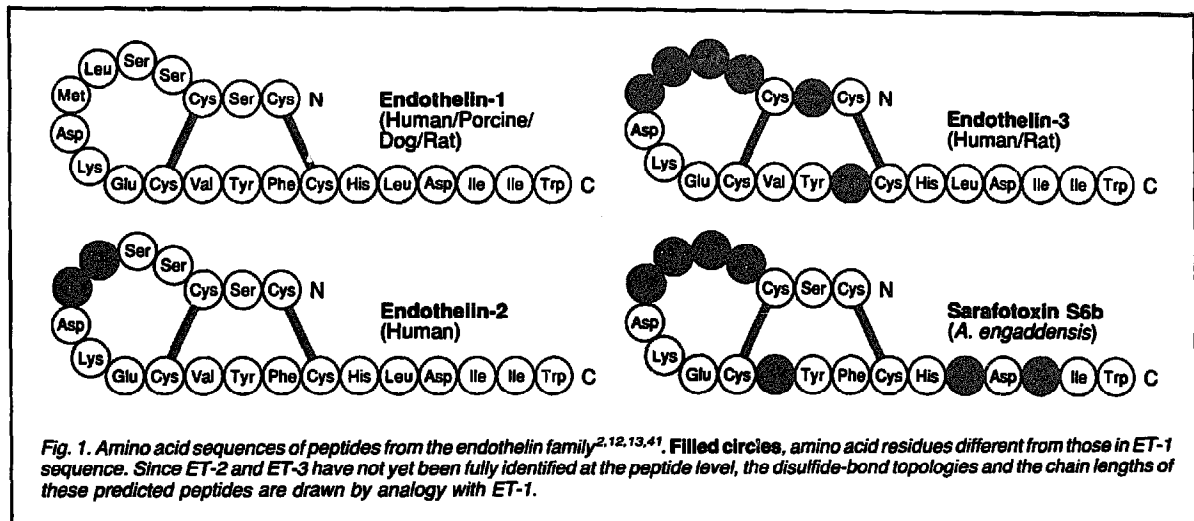 Leu Ser Ser
Met Cys Ser Cys N
Asp
Lys
Glu Cys Val Tyr Phe Cys His Leu Asp Ile Ile Trp C
Endothelin-1
(Human/Porcine/
Dog/Rat)
Cys Cys N
Asp
Lys
Glu Cys Val Tyr Cys His Leu Asp Ile Ile Trp C
Endothelin-3
(Human/Rat)
Ser Ser
Cys Ser Cys N
Asp
Lys
Glu Cys Val Tyr Phe Cys His Leu Asp Ile Ile Trp C
Endothelin-2
(Human)
Cys Ser Cys N
Asp
Lys
Glu Cys Tyr Phe Cys His Asp Ile Trp C
Sarafotoxin S6b
(A. engaddensis)
Fig. 1. Amino acid sequences of peptides from the endothelin family2,12,13,41. Filled circles, amino acid residues different from those in ET-1
sequence. Since ET-2 and ET-3 have not yet been fully identified at the peptide level, the disulfide-bond topologies and the chain lengths of
these predicted peptides are drawn by analogy with ET-1.